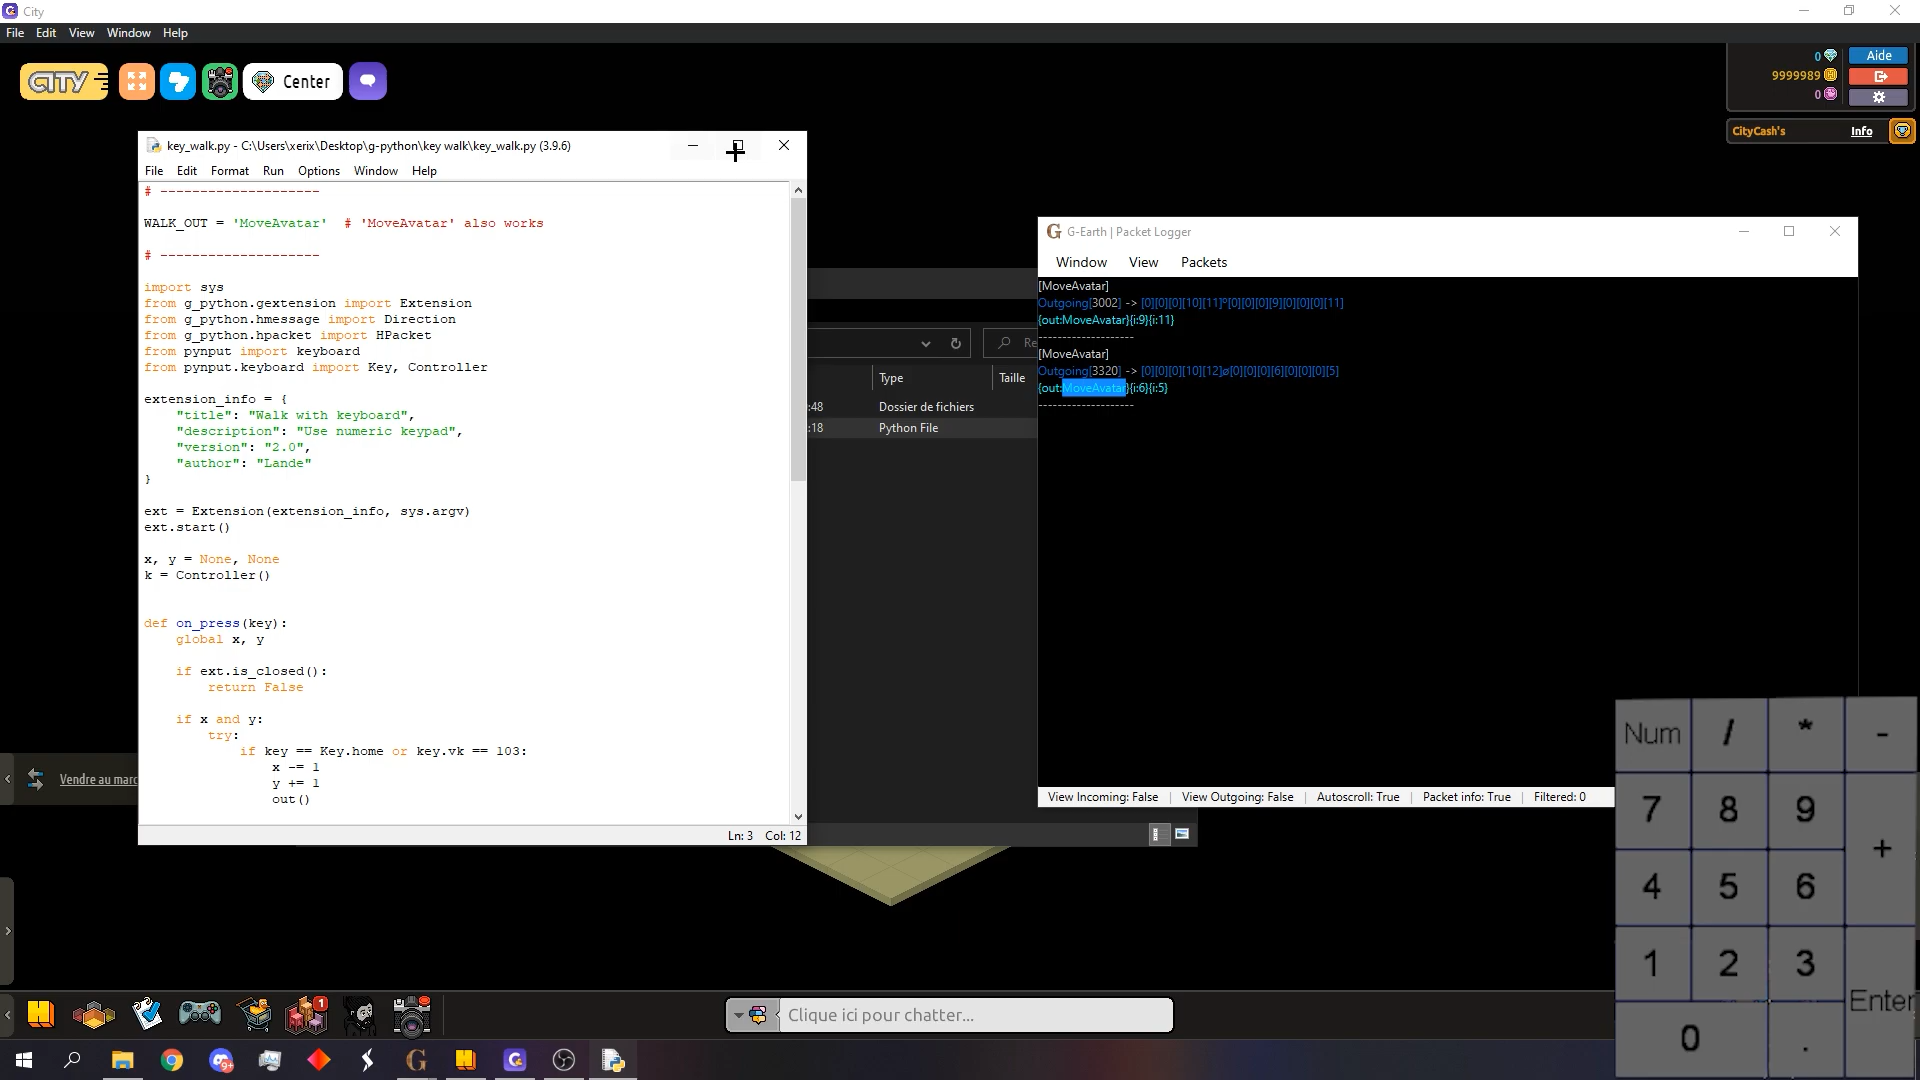 City
File Edit View Window Help
CITY
Center
0
Aide
9999989
0
CityCash's Info
key_walk.py - C:\Users\xerix\Desktop\g-python\key walk\key_walk.py (3.9.6)
File Edit Format Run Options Window Help
# --------------------
WALK_OUT = 'MoveAvatar'  # 'MoveAvatar' also works
# --------------------
import sys
from g_python.gextension import Extension
from g_python.hmessage import Direction
from g_python.hpacket import HPacket
from pynput import keyboard
from pynput.keyboard import Key, Controller
extension_info = {
    "title": "Walk with keyboard",
    "description": "Use numeric keypad",
    "version": "2.0",
    "author": "Lande"
}
ext = Extension(extension_info, sys.argv)
ext.start()
x, y = None, None
k = Controller()
def on_press(key):
    global x, y
    if ext.is_closed():
        return False
    if x and y:
        try:
            if key == Key.home or key.vk == 103:
                x -= 1
                y += 1
                out()
Ln: 3 Col: 12
Re
Type Taille
:48 Dossier de fichiers
:18 Python File
G-Earth | Packet Logger
Window View Packets
[MoveAvatar]
Outgoing[3002] -> [0][0][0][10][11]º[0][0][0][9][0][0][0][11]
{out:MoveAvatar}{i:9}{i:11}
--------------------
[MoveAvatar]
Outgoing[3320] -> [0][0][0][10][12]ø[0][0][0][6][0][0][0][5]
{out:MoveAvatar}{i:6}{i:5}
--------------------
View Incoming: False | View Outgoing: False | Autoscroll: True | Packet info: True | Filtered: 0
Vendre au marc
Num / * -
7 8 9 +
4 5 6
1 2 3 Enter
0 .
1
Clique ici pour chatter...
9+